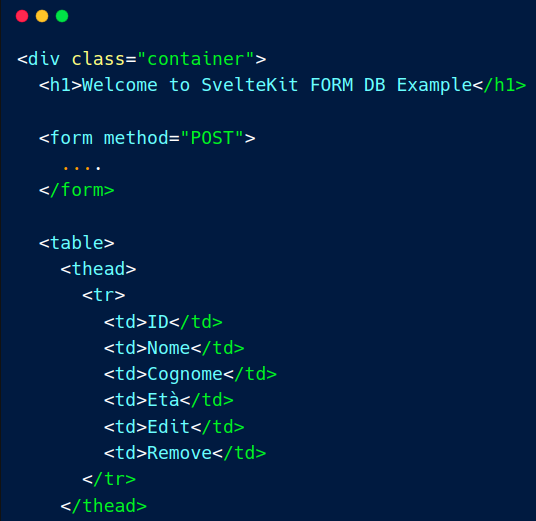 <div class="container">
  <h1>Welcome to SvelteKit FORM DB Example</h1>
  <form method="POST">
    ....
  </form>
  <table>
    <thead>
      <tr>
        <td>ID</td>
        <td>Nome</td>
        <td>Cognome</td>
        <td>Età</td>
        <td>Edit</td>
        <td>Remove</td>
      </tr>
    </thead>